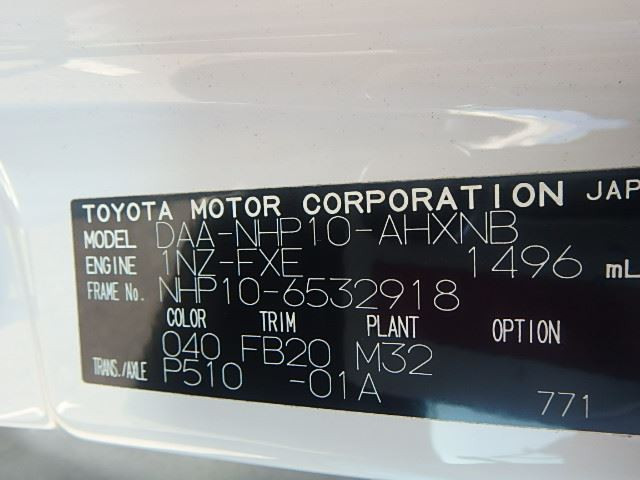 TOYOTA MOTOR CORPORATION JAP
MODEL DAA-NHP10-AHXNB
ENGINE 1NZ-FXE 1496 mL
FRAME No. NHP10-6532918
COLOR TRIM PLANT OPTION
040 FB20 M32
TRANS./AXLE P510 -01A 771